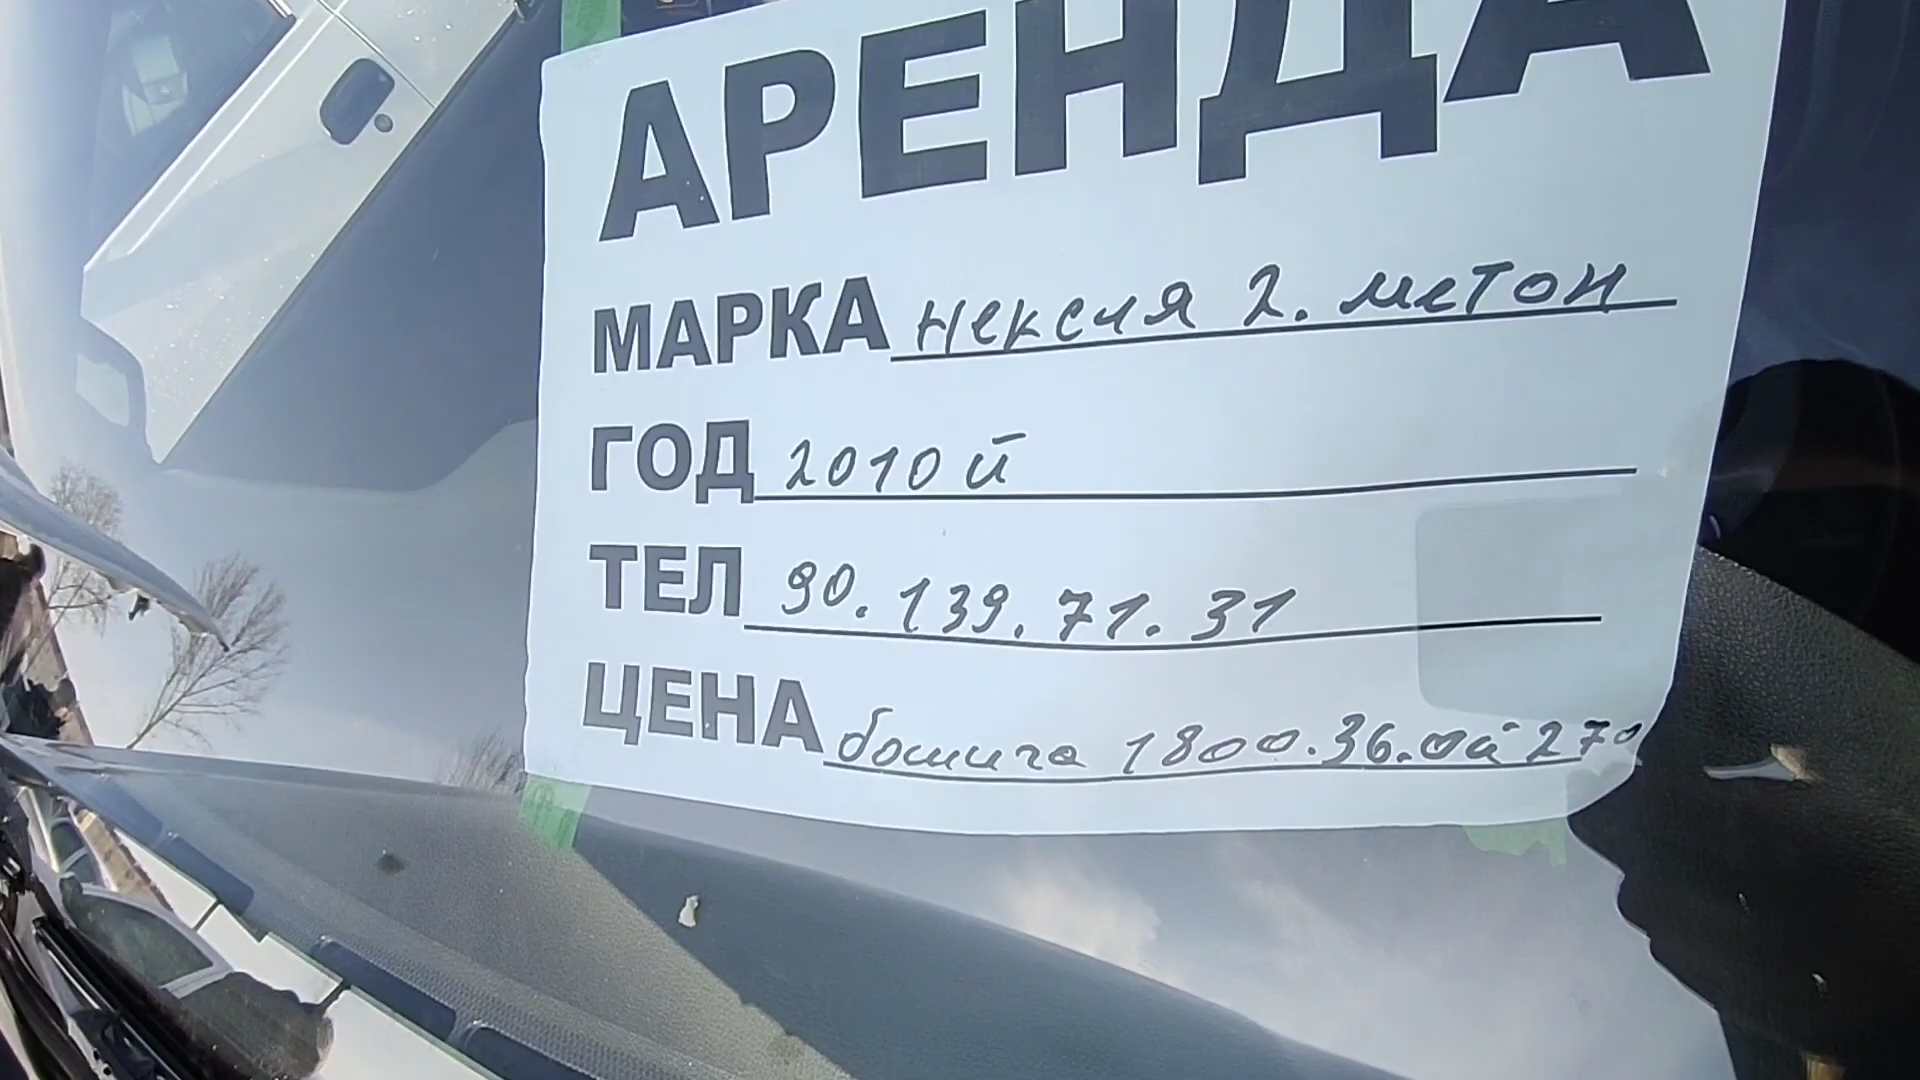 АРЕНДА
МАРКА нексия 2. метон
ГОД 2010 й
ТЕЛ 90.139.71.31
ЦЕНА бошига 1800.36.ой 270